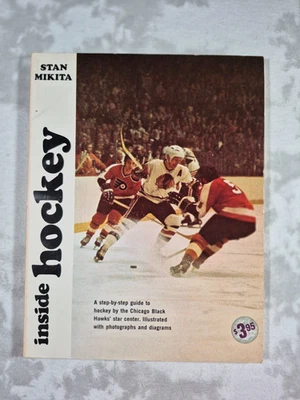 STAN
MIKITA
inside hockey
A step-by-step guide to
hockey by the Chicago Black
Hawks' star center. Illustrated
with photographs and diagrams
$3.95